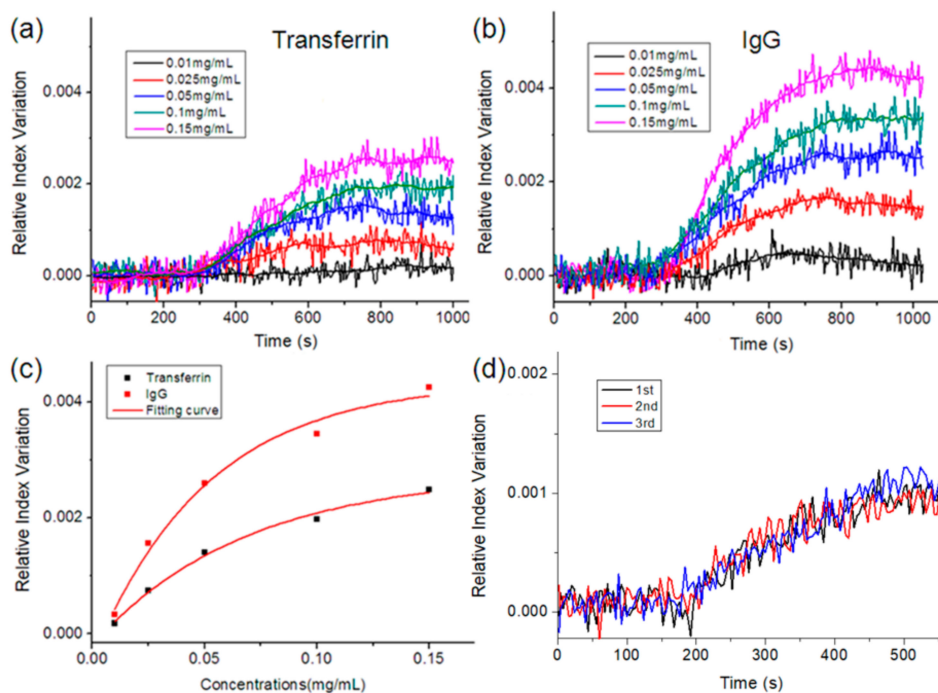 (a)
Transferrin
0.01mg/mL
0.025mg/mL
0.05mg/mL
0.1mg/mL
0.15mg/mL
Relative Index Variation
0.004
0.002
0.000
0 200 400 600 800 1000
Time (s)
(b)
IgG
0.01mg/mL
0.025mg/mL
0.05mg/mL
0.1mg/mL
0.15mg/mL
Relative Index Variation
0.004
0.002
0.000
0 200 400 600 800 1000
Time (s)
(c)
Transferrin
IgG
Fitting curve
Relative Index Variation
0.004
0.002
0.000
0.00 0.05 0.10 0.15
Concentrations(mg/mL)
(d)
1st
2nd
3rd
Relative Index Variation
0.002
0.001
0.000
0 100 200 300 400 500
Time (s)